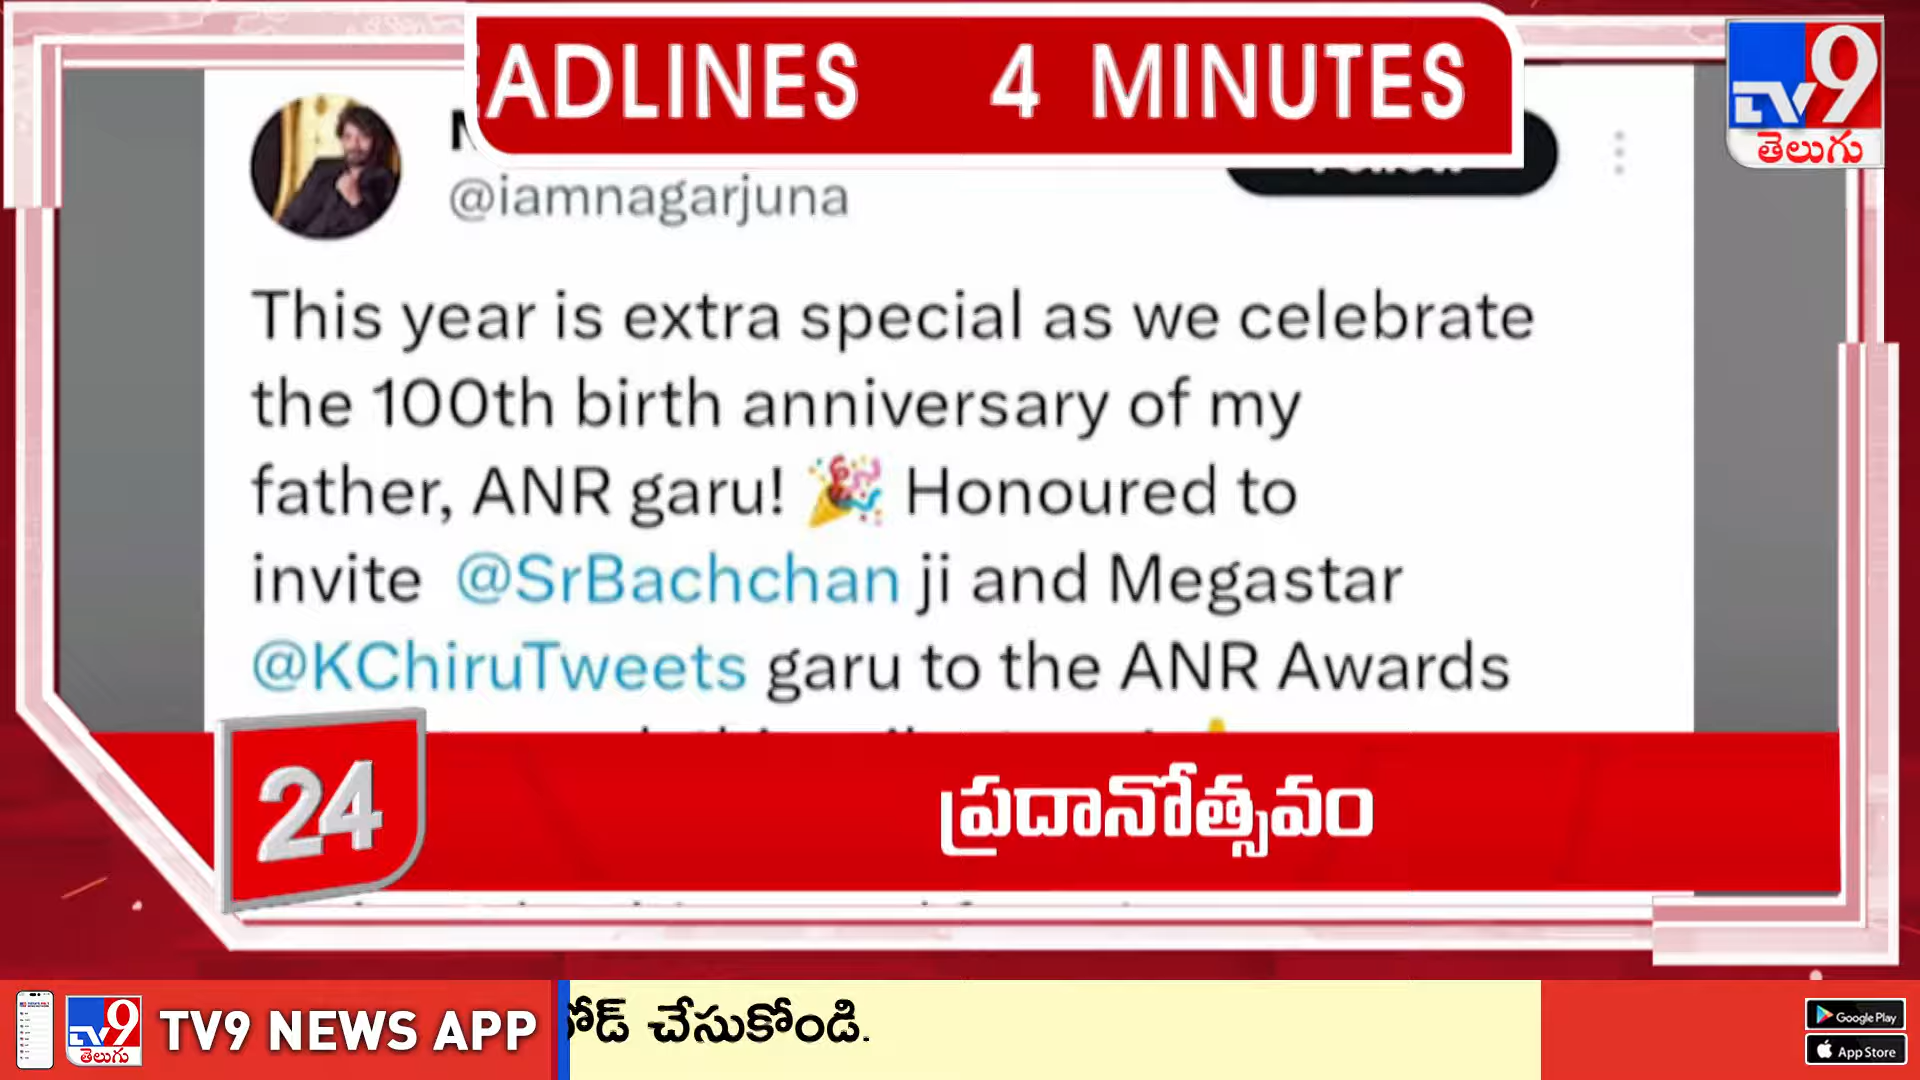 4 MINUTES
TV9
తెలుగు
@iamnagarjuna
This year is extra special as we celebrate
the 100th birth anniversary of my
father, ANR garu! 🎉 Honoured to
invite @SrBachchan ji and Megastar
@KChiruTweets garu to the ANR Awards
24
ప్రదానోత్సవం
TV9
తెలుగు
TV9 NEWS APP
చేసుకోండి.
Google Play
App Store